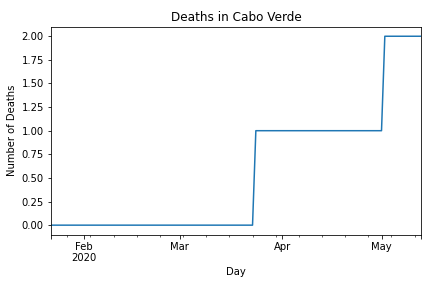 Deaths in Cabo Verde
2.00
1.75
1.50
1.25
1.00
0.75
0.50
0.25
0.00
Number of Deaths
Feb
2020
Mar
Apr
May
Day